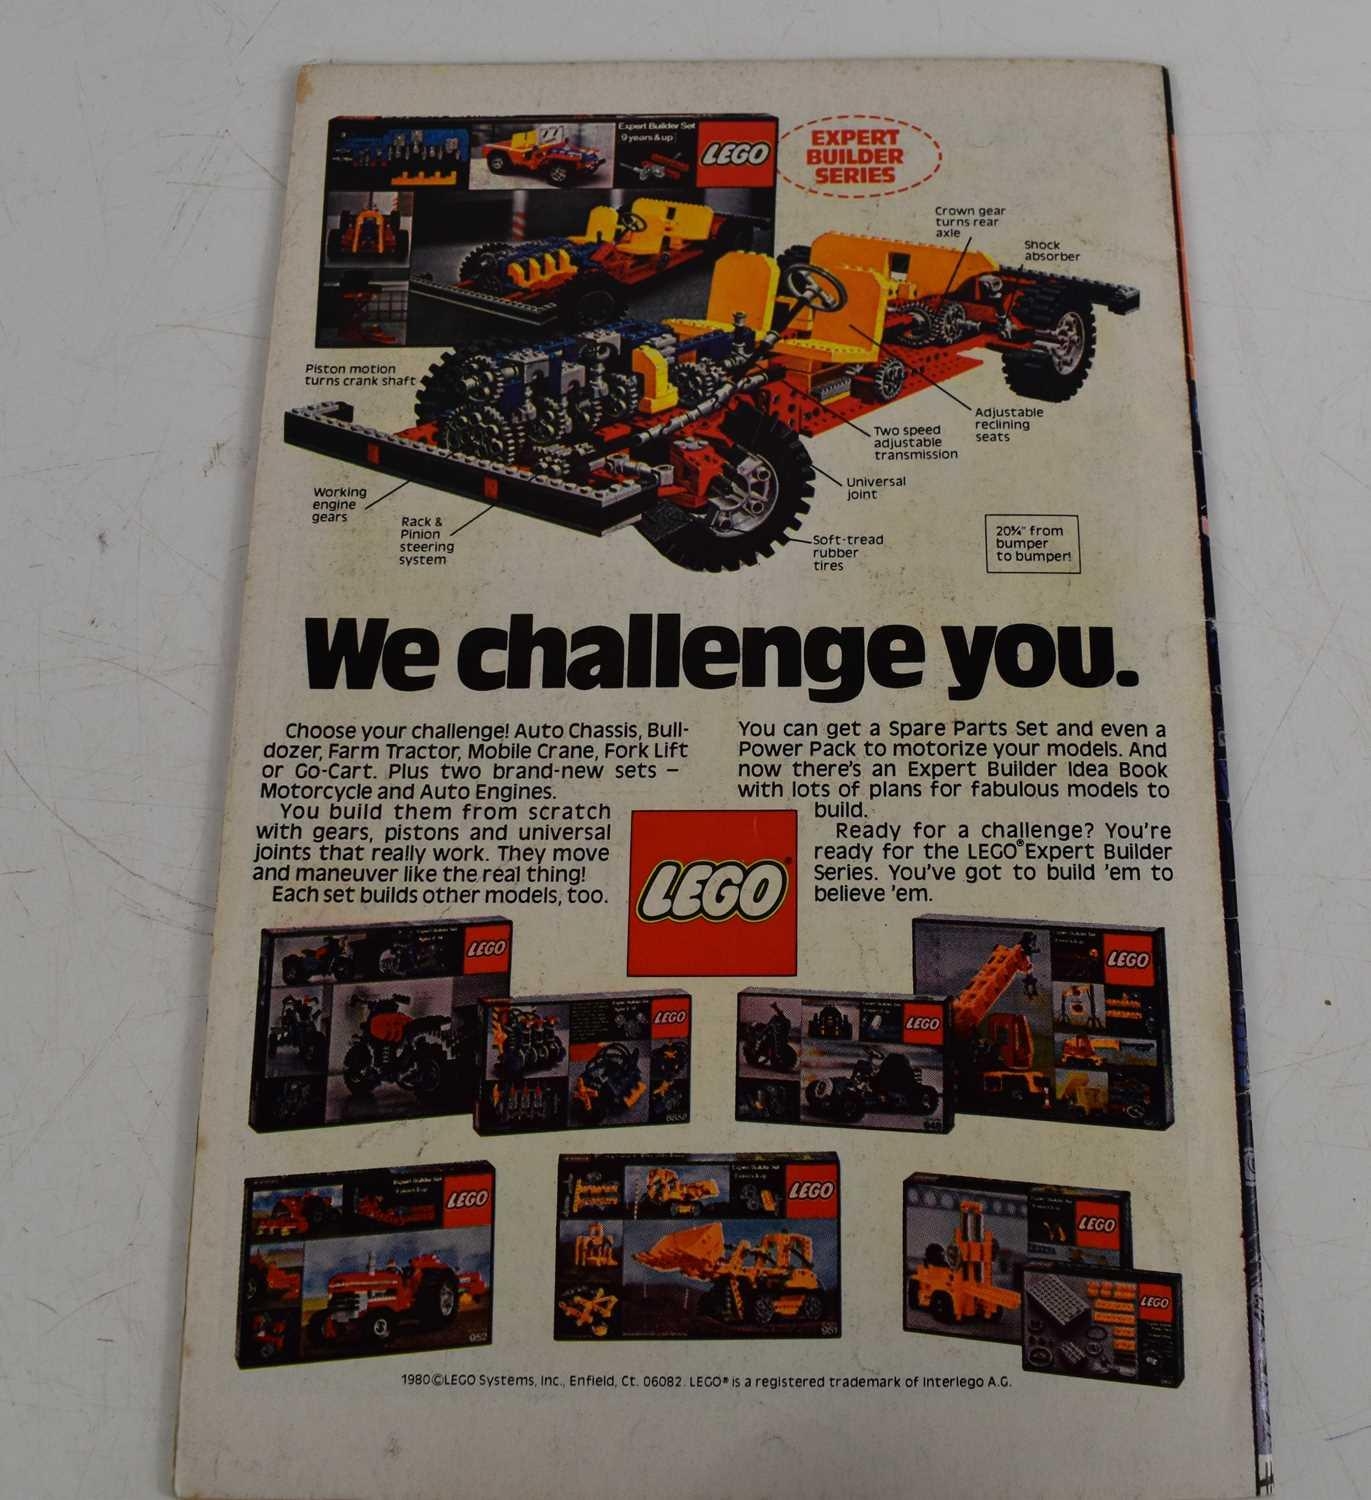 Expert Builder Set
9 years & up
LEGO
EXPERT
BUILDER
SERIES
Crown gear
turns rear
axle
Shock
absorber
Piston motion
turns crank shaft
Adjustable
reclining
seats
Two speed
adjustable
transmission
Universal
joint
Working
engine
gears
Rack &
Pinion
steering
system
Soft-tread
rubber
tires
20¾" from
bumper
to bumper!
We challenge you.
Choose your challenge! Auto Chassis, Bull-
dozer, Farm Tractor, Mobile Crane, Fork Lift
or Go-Cart. Plus two brand-new sets –
Motorcycle and Auto Engines.
You build them from scratch
with gears, pistons and universal
joints that really work. They move
and maneuver like the real thing!
Each set builds other models, too.
You can get a Spare Parts Set and even a
Power Pack to motorize your models. And
now there's an Expert Builder Idea Book
with lots of plans for fabulous models to
build.
Ready for a challenge? You're
ready for the LEGO® Expert Builder
Series. You've got to build 'em to
believe 'em.
LEGO®
LEGO
LEGO
LEGO
LEGO
8858
948
LEGO
LEGO
LEGO
LEGO
952
951
1980 © LEGO Systems, Inc., Enfield, Ct. 06082. LEGO® is a registered trademark of Interlego A.G.